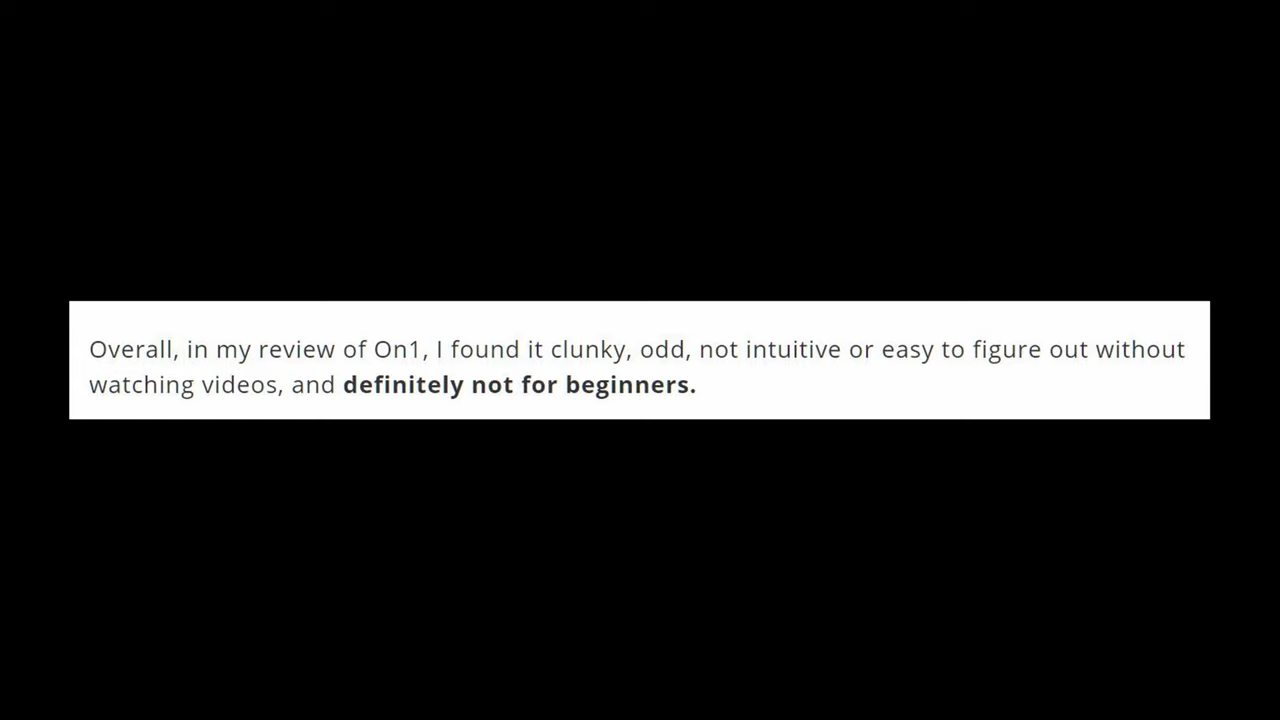 Overall, in my review of On1, I found it clunky, odd, not intuitive or easy to figure out without
watching videos, and definitely not for beginners.